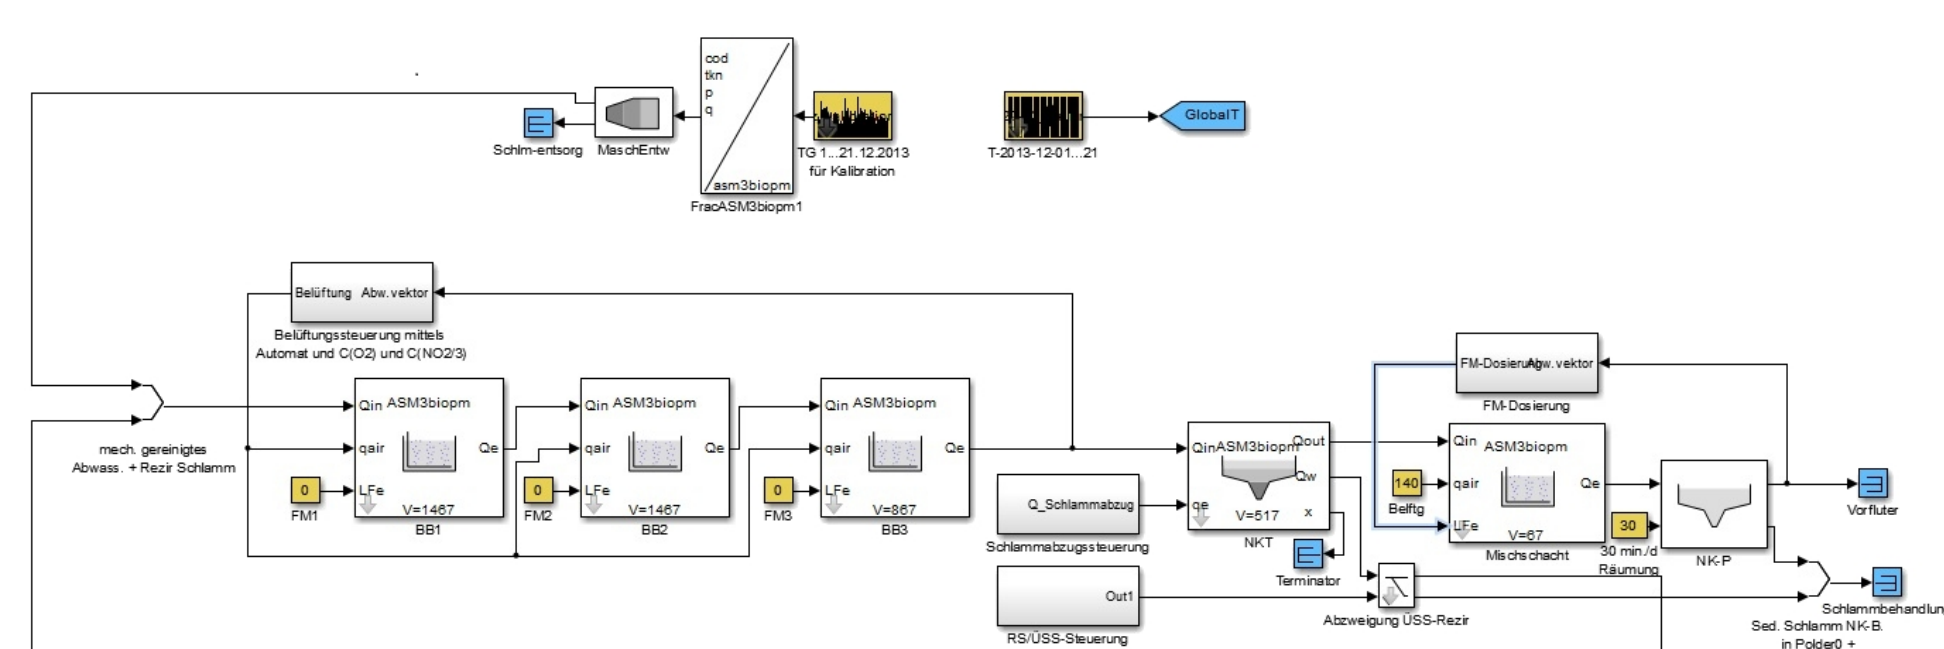 cod
tkn
p
q
asm3biopm
FracASM3biopm1
Schlm-entsorg
MaschEntw
TG 1...21.12.2013
für Kalibration
T-2013-12-01...21
GlobalT
Belüftung Abw.vektor
Belüftungssteuerung mittels
Automat und C(O2) und C(NO2/3)
mech. gereinigtes
Abwass. + Rezir Schlamm
Qin ASM3biopm
qair
Qe
LFe
V=1467
BB1
0
FM1
Qin ASM3biopm
qair
Qe
LFe
V=1467
BB2
0
FM2
Qin ASM3biopm
qair
Qe
LFe
V=867
BB3
0
FM3
Q_Schlammabzug
Schlammabzugssteuerung
Out1
RS/ÜSS-Steuerung
Qin ASM3biopm Qout
Qw
qe
x
V=517
NKT
Terminator
Abzweigung ÜSS-Rezir
FM-Dosierung Abw.vektor
FM-Dosierung
Qin
ASM3biopm
qair
Qe
LFe
V=67
Mischschacht
140
Belftg
30
30 min./d
Räumung
NK-P
Vorfluter
Schlammbehandlun
Sed. Schlamm NK-B.
in Polder0 +